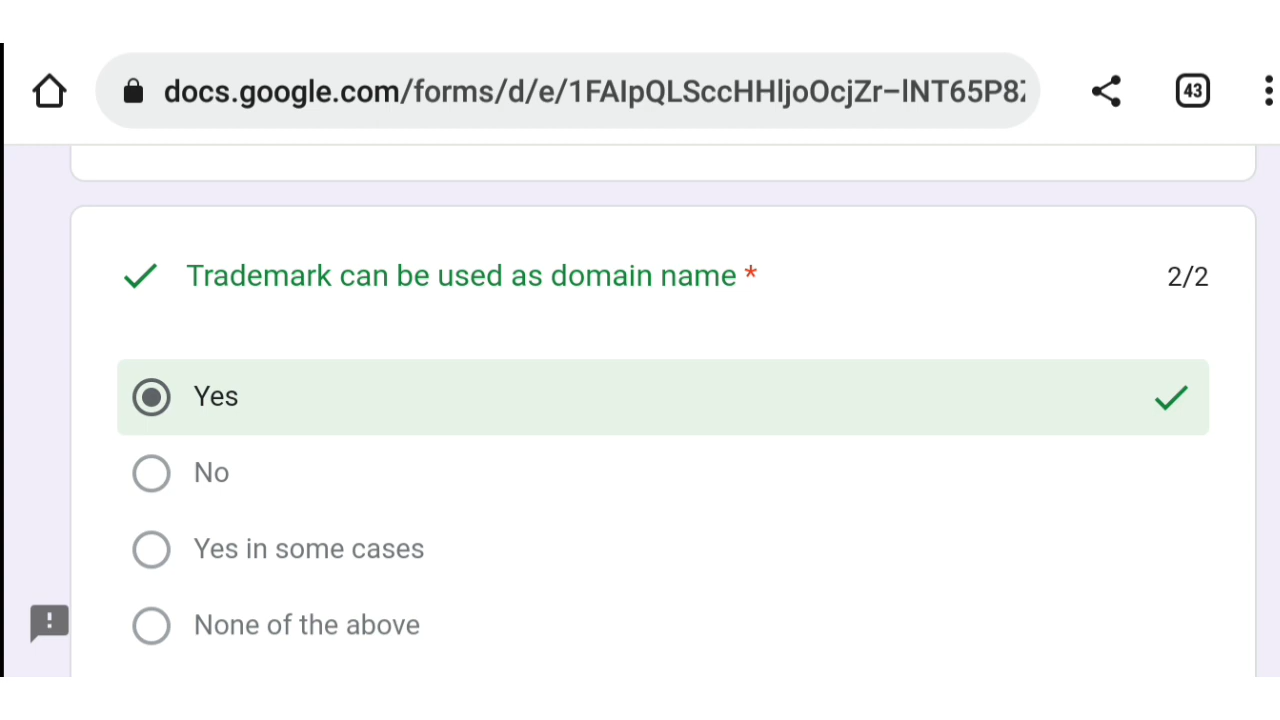 docs.google.com/forms/d/e/1FAIpQLSccHHljoOcjZr-lNT65P8Z
43
Trademark can be used as domain name *
2/2
Yes
No
Yes in some cases
None of the above